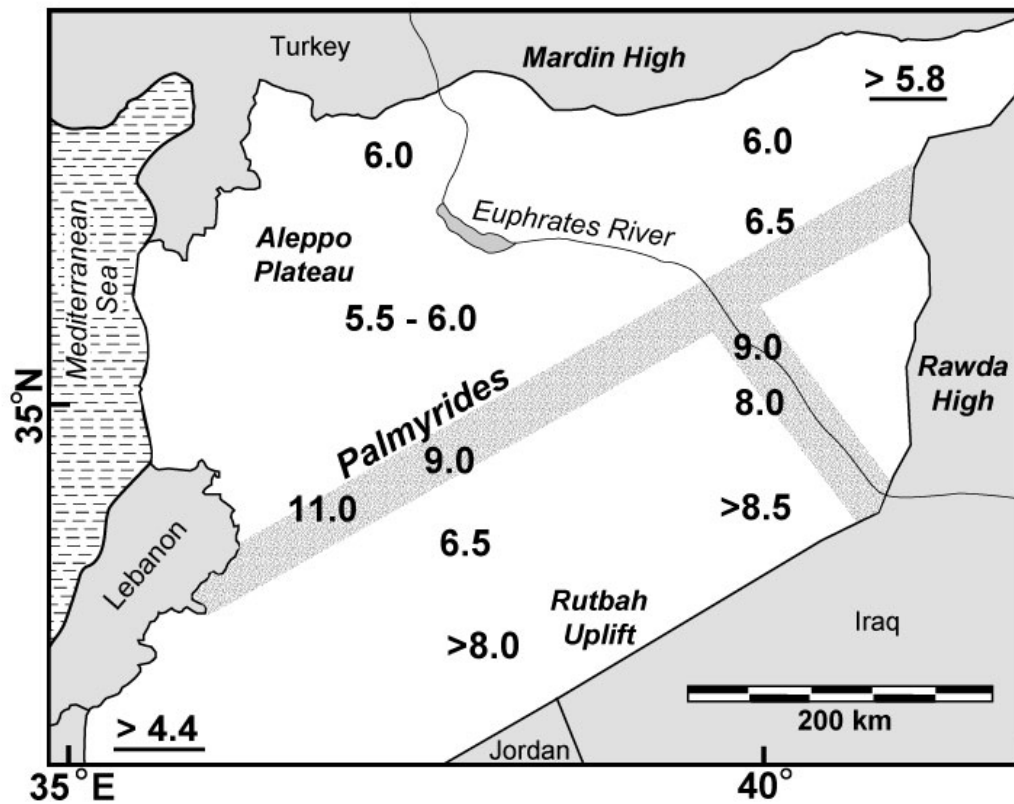 Turkey
Mardin High
> 5.8
6.0
6.0
6.5
Euphrates River
Aleppo
Plateau
Mediterranean
Sea
5.5 - 6.0
9.0
Rawda
High
8.0
35°N
Palmyrides
9.0
11.0
>8.5
6.5
Lebanon
Rutbah
Uplift
Iraq
>8.0
200 km
> 4.4
Jordan
35°E
40°